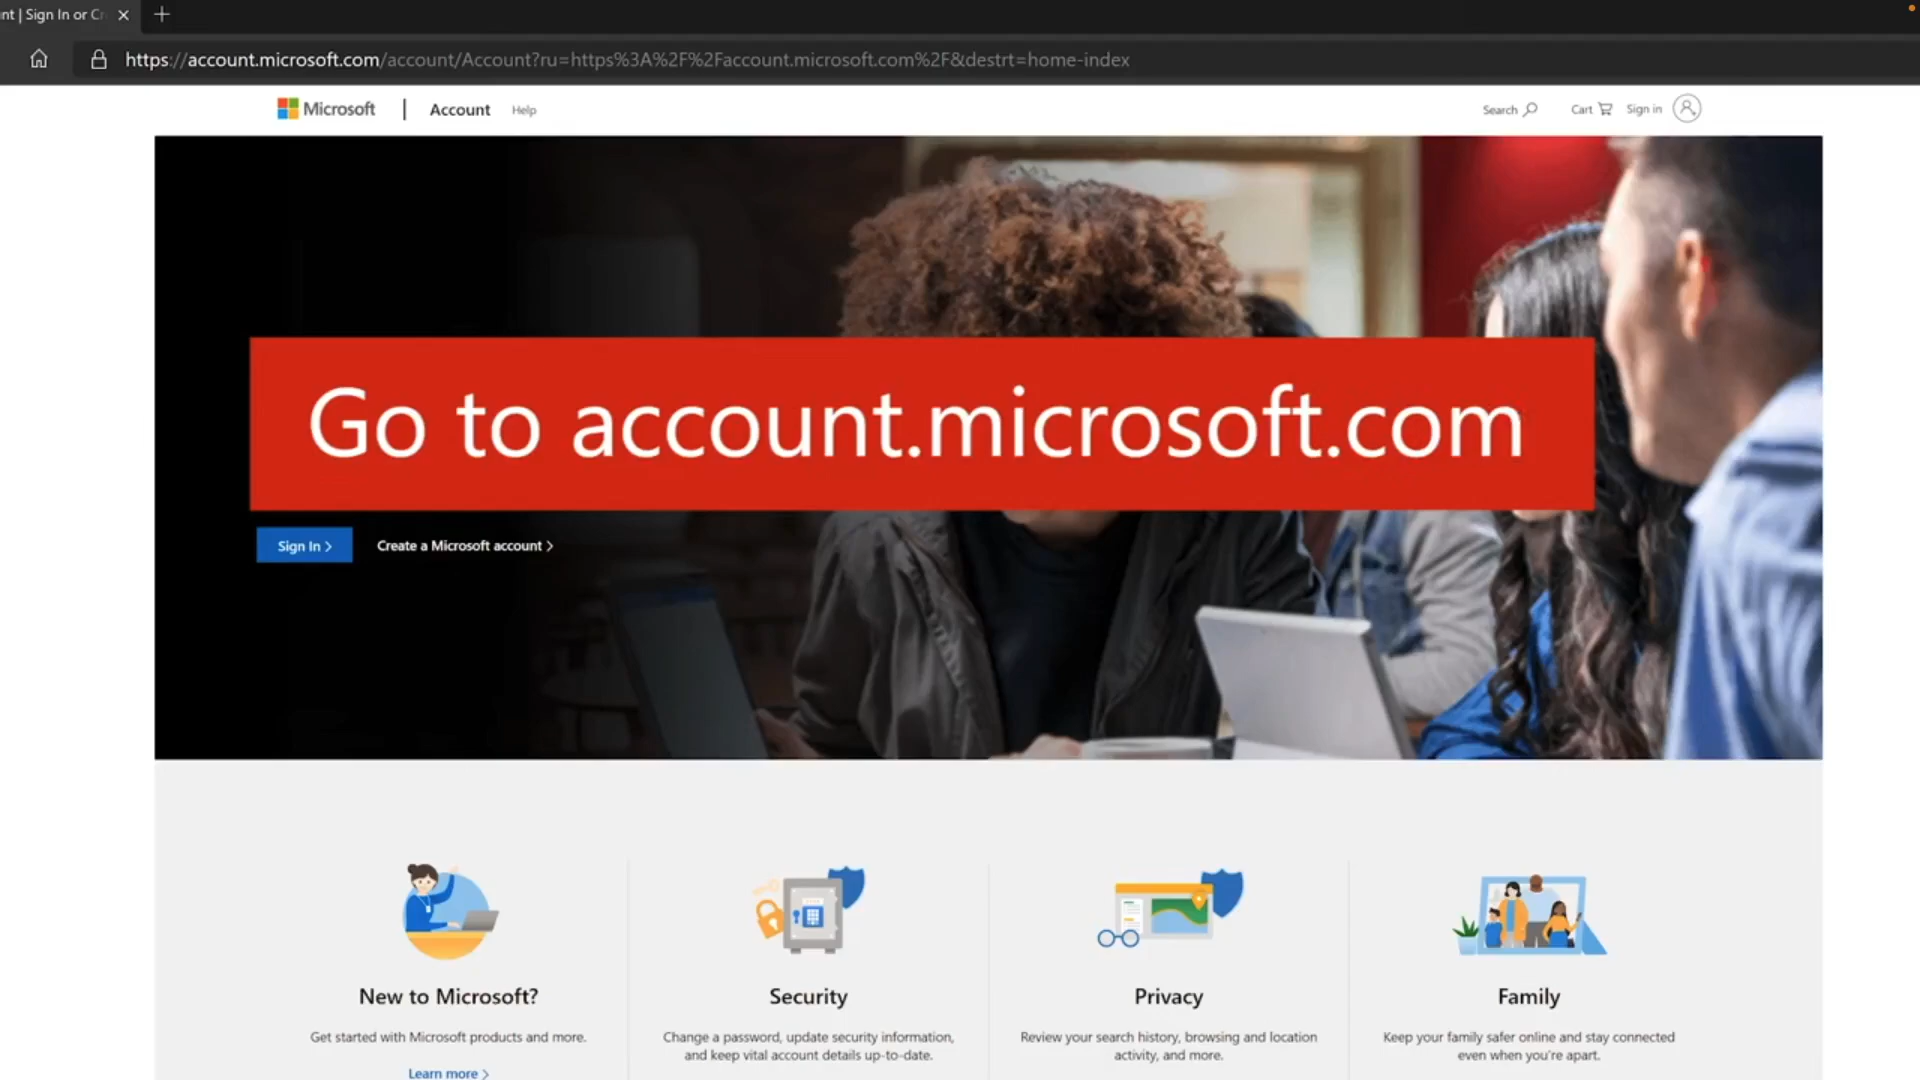 nt | Sign In or Cr
https://account.microsoft.com/account/Account?ru=https%3A%2F%2Faccount.microsoft.com%2F&destrt=home-index
Microsoft | Account Help Search Cart Sign in
Go to account.microsoft.com
Sign In > Create a Microsoft account >
New to Microsoft?
Get started with Microsoft products and more.
Learn more >
Security
Change a password, update security information,
and keep vital account details up-to-date.
Privacy
Review your search history, browsing and location
activity, and more.
Family
Keep your family safer online and stay connected
even when you're apart.